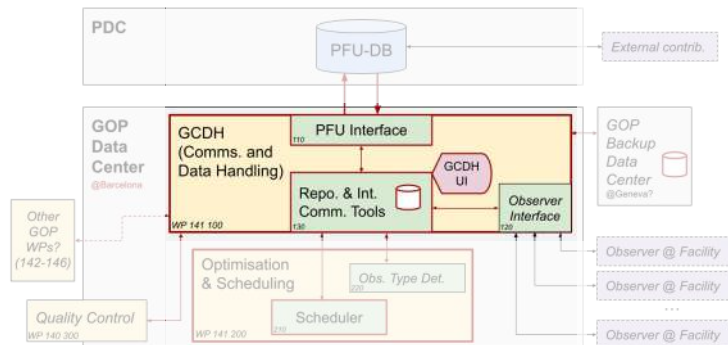 PDC
PFU-DB
External contrib.
GOP
Data
Center
@Barcelona
GCDH
(Comms. and
Data Handling)
WP 141 100
PFU Interface
110
GCDH
UI
Repo. & Int.
Comm. Tools
130
Observer
Interface
120
GOP
Backup
Data
Center
@Geneva?
Other
GOP
WPs?
(142-146)
Optimisation
& Scheduling
Obs. Type Det.
220
Scheduler
210
WP 141 200
Quality Control
WP 140 300
Observer @ Facility
Observer @ Facility
...
Observer @ Facility